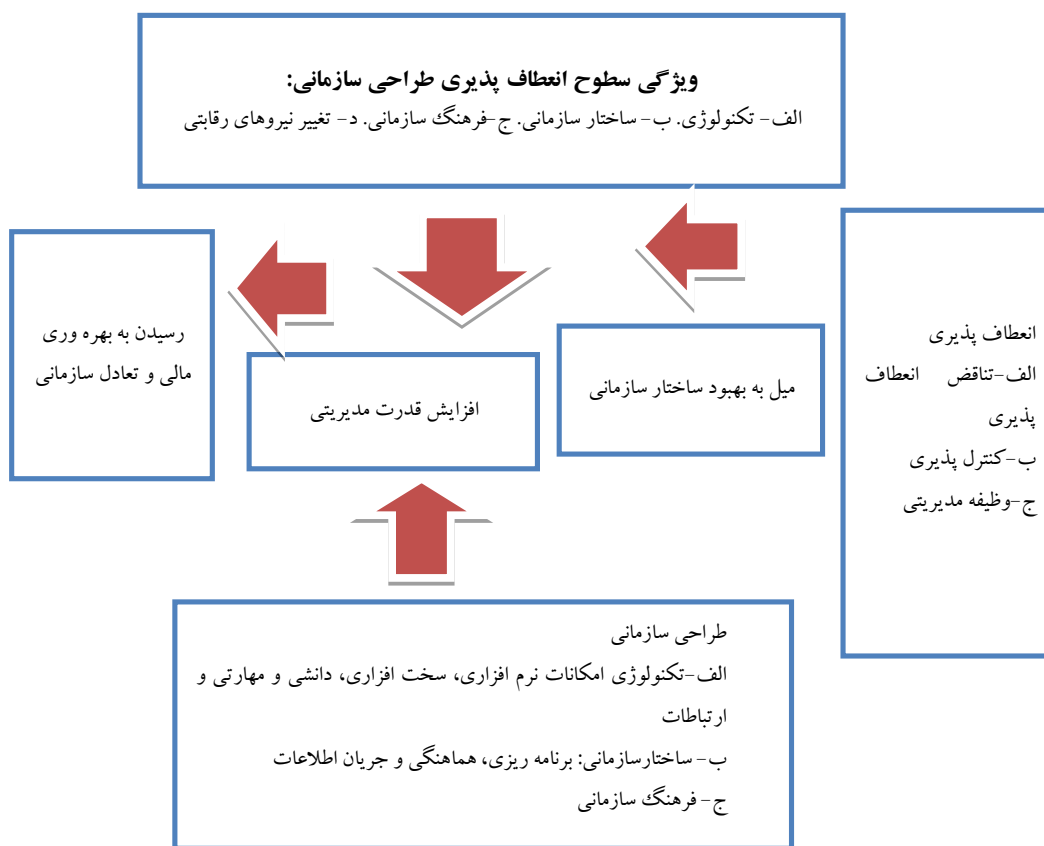 ویژگی سطوح انعطاف پذیری طراحی سازمانی:
الف- تکنولوژی. ب- ساختار سازمانی. ج-فرهنگ سازمانی. د- تغییر نیروهای رقابتی
انعطاف پذیری
الف-تناقض انعطاف
پذیری
ب-کنترل پذیری
ج-وظیفه مدیریتی
میل به بهبود ساختار سازمانی
افزایش قدرت مدیریتی
رسیدن به بهره وری
مالی و تعادل سازمانی
طراحی سازمانی
الف-تکنولوژی امکانات نرم افزاری، سخت افزاری، دانشی و مهارتی و
ارتباطات
ب- ساختارسازمانی: برنامه ریزی، هماهنگی و جریان اطلاعات
ج- فرهنگ سازمانی